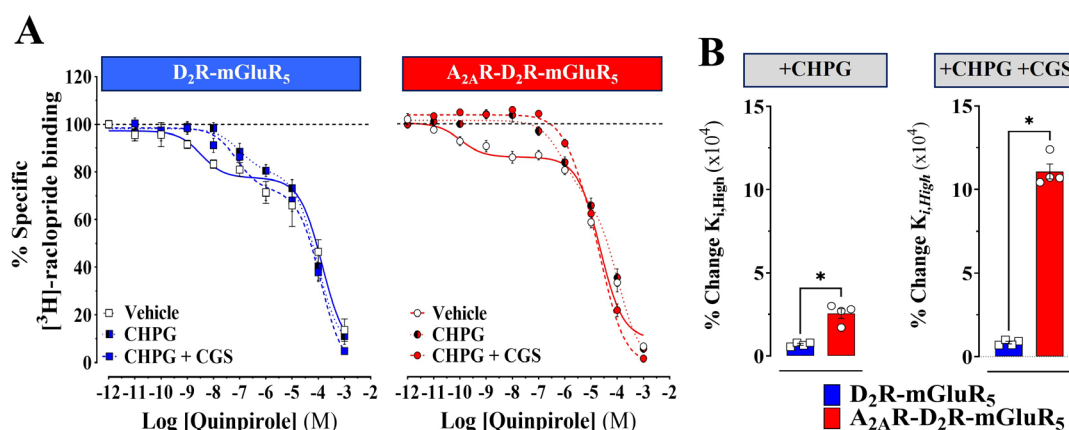 A
B
D₂R-mGluR₅
A₂ₐR-D₂R-mGluR₅
+CHPG
+CHPG +CGS
% Specific
[³H]-raclopride binding
120
100
80
60
40
20
0
Vehicle
CHPG
CHPG + CGS
Vehicle
CHPG
CHPG + CGS
-12 -11 -10 -9 -8 -7 -6 -5 -4 -3 -2
-12 -11 -10 -9 -8 -7 -6 -5 -4 -3 -2
Log [Quinpirole] (M)
Log [Quinpirole] (M)
% Change Kᵢ,High (x10⁴)
15
10
5
0
*
% Change Kᵢ,High (x10⁴)
15
10
5
0
*
D₂R-mGluR₅
A₂ₐR-D₂R-mGluR₅